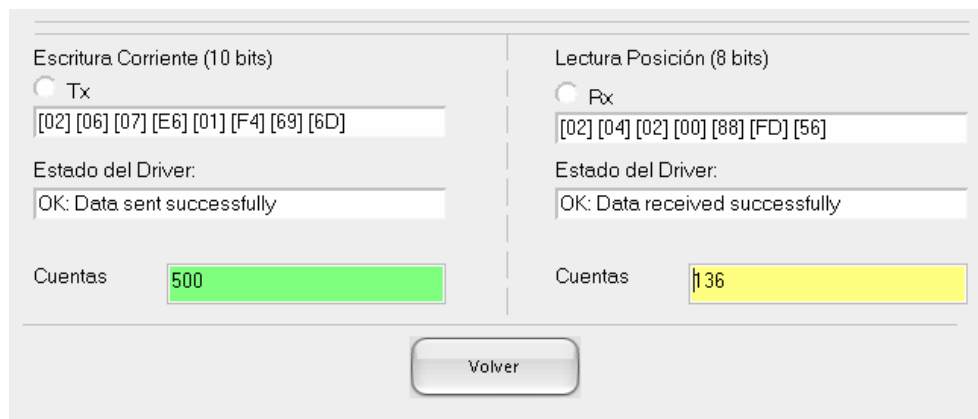 Escritura Corriente (10 bits)
Tx
[02] [06] [07] [E6] [01] [F4] [69] [6D]
Estado del Driver:
OK: Data sent successfully
Cuentas
500
Lectura Posición (8 bits)
Rx
[02] [04] [02] [00] [88] [FD] [56]
Estado del Driver:
OK: Data received successfully
Cuentas
136
Volver